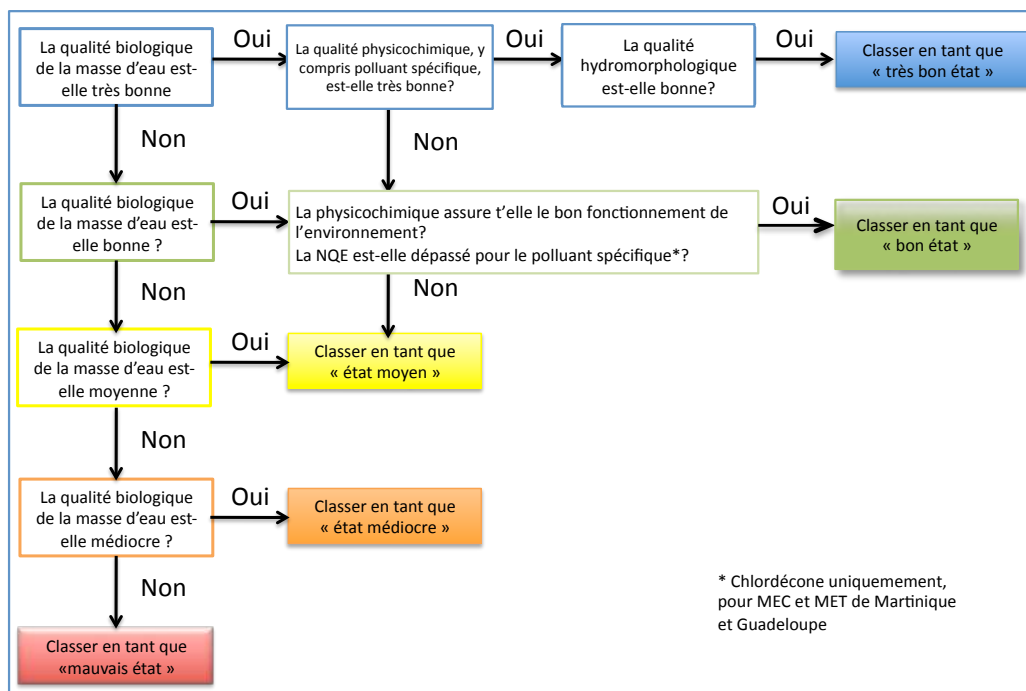 La qualité biologique
de la masse d'eau est-
elle très bonne
Oui
La qualité physicochimique, y
compris polluant spécifique,
est-elle très bonne?
Oui
La qualité
hydromorphologique
est-elle bonne?
Oui
Classer en tant que
« très bon état »
Non
Non
La qualité biologique
de la masse d'eau est-
elle bonne ?
Oui
La physicochimique assure t'elle le bon fonctionnement de
l'environnement?
La NQE est-elle dépassé pour le polluant spécifique*?
Oui
Classer en tant que
« bon état »
Non
Non
La qualité biologique
de la masse d'eau est-
elle moyenne ?
Oui
Classer en tant que
« état moyen »
Non
La qualité biologique
de la masse d'eau est-
elle médiocre ?
Oui
Classer en tant que
« état médiocre »
Non
Classer en tant que
«mauvais état »
* Chlordécone uniquement,
pour MEC et MET de Martinique
et Guadeloupe